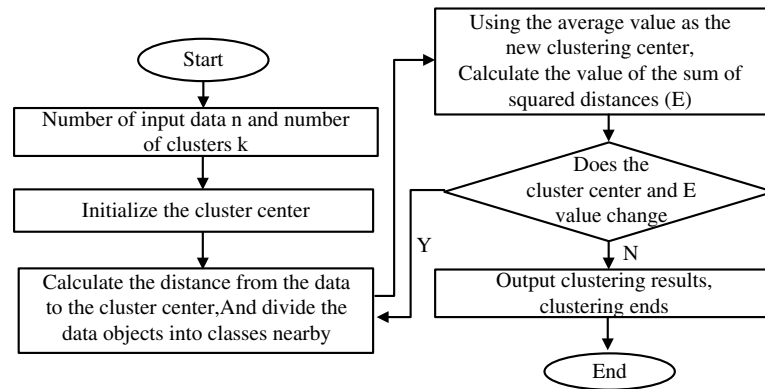 Start
Number of input data n and number
of clusters k
Initialize the cluster center
Calculate the distance from the data
to the cluster center,And divide the
data objects into classes nearby
Using the average value as the
new clustering center,
Calculate the value of the sum of
squared distances (E)
Does the
cluster center and E
value change
Y
N
Output clustering results,
clustering ends
End